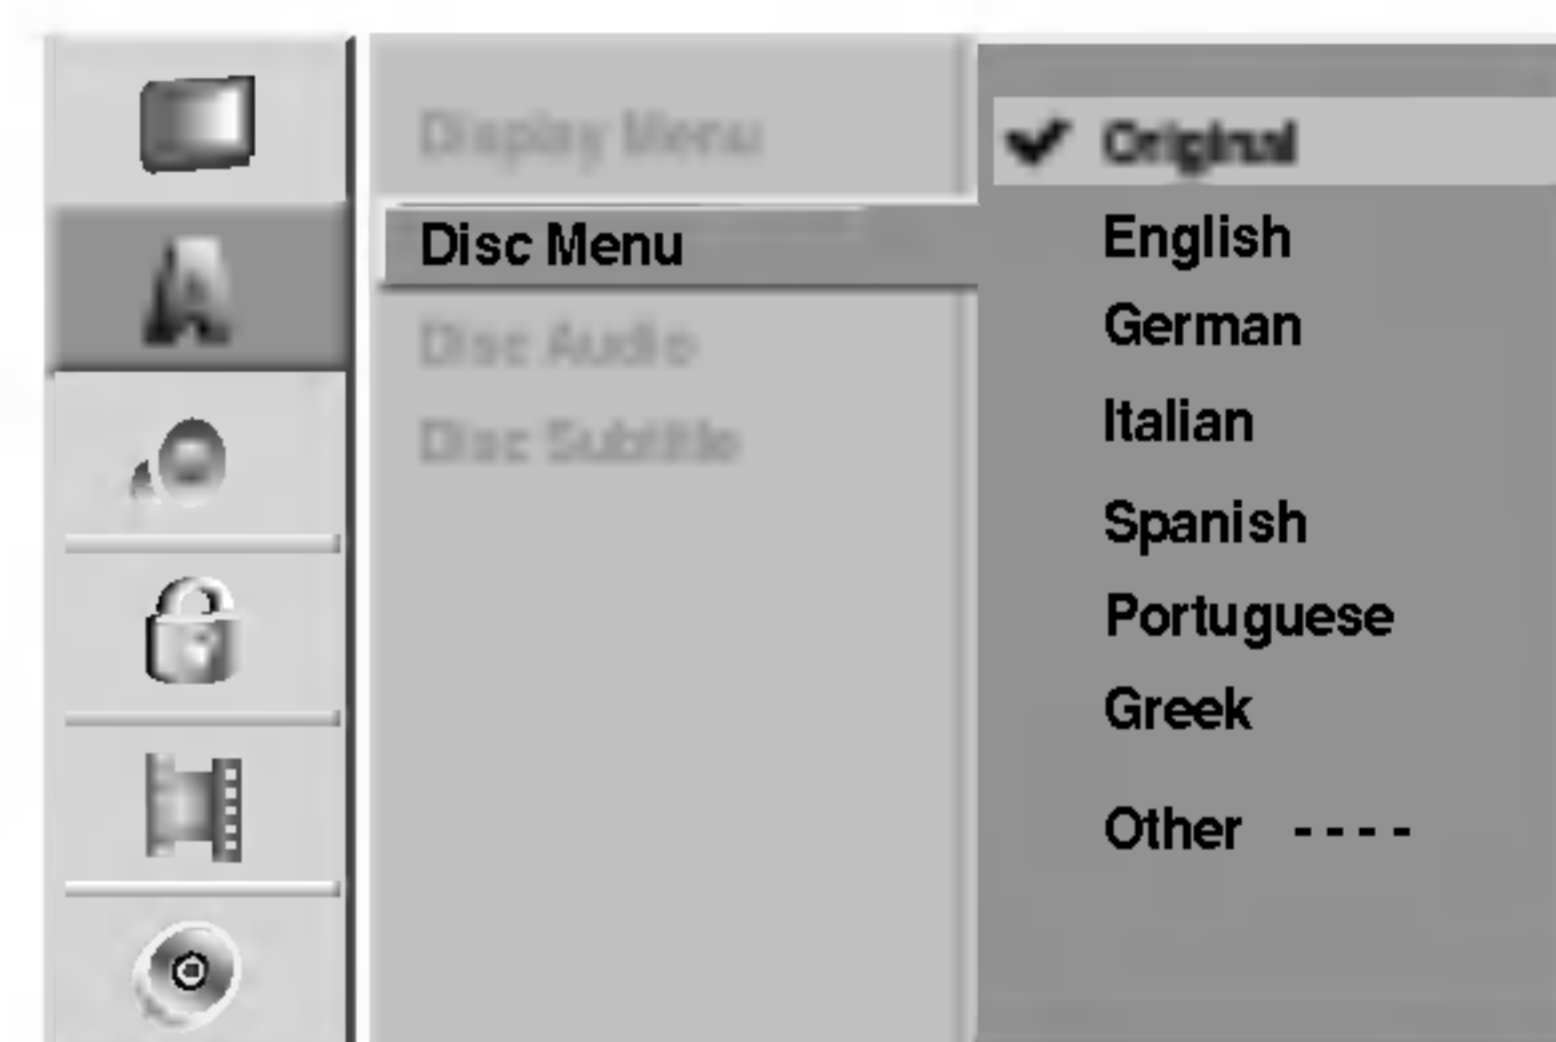 Display Menu
Disc Menu
Disc Audio
Disc Subtitle
Original
English
German
Italian
Spanish
Portuguese
Greek
Other ----